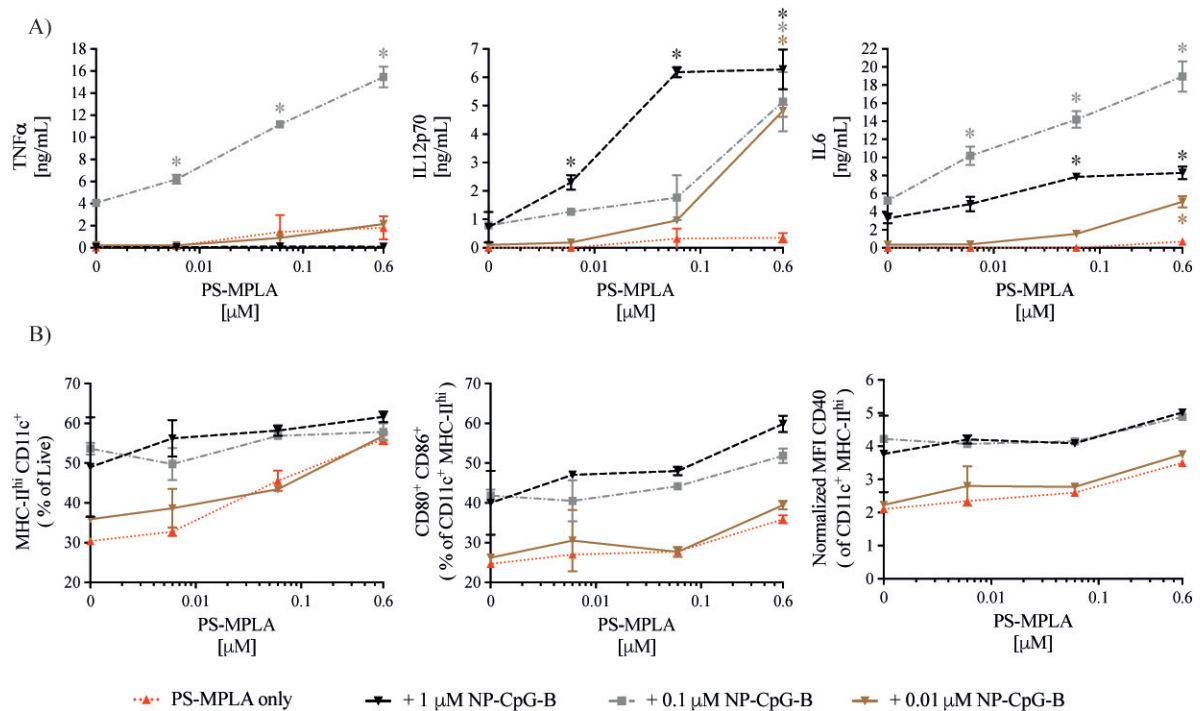 A)
TNFα
[ng/mL]
18
16
14
12
10
8
6
4
2
0
* * *
0 0.01 0.1 0.6
PS-MPLA
[μM]
IL12p70
[ng/mL]
7
6
5
4
3
2
1
0
* * * * *
0 0.01 0.1 0.6
PS-MPLA
[μM]
IL6
[ng/mL]
22
20
18
16
14
12
10
8
6
4
2
0
* * * * * *
0 0.01 0.1 0.6
PS-MPLA
[μM]
B)
MHC-II^hi CD11c⁺
( % of Live)
70
60
50
40
30
20
0 0.01 0.1 0.6
PS-MPLA
[μM]
CD80⁺ CD86⁺
( % of CD11c⁺ MHC-II^hi )
70
60
50
40
30
20
0 0.01 0.1 0.6
PS-MPLA
[μM]
Normalized MFI CD40
( of CD11c⁺ MHC-II^hi )
6
5
4
3
2
1
0
0 0.01 0.1 0.6
PS-MPLA
[μM]
PS-MPLA only + 1 μM NP-CpG-B + 0.1 μM NP-CpG-B + 0.01 μM NP-CpG-B